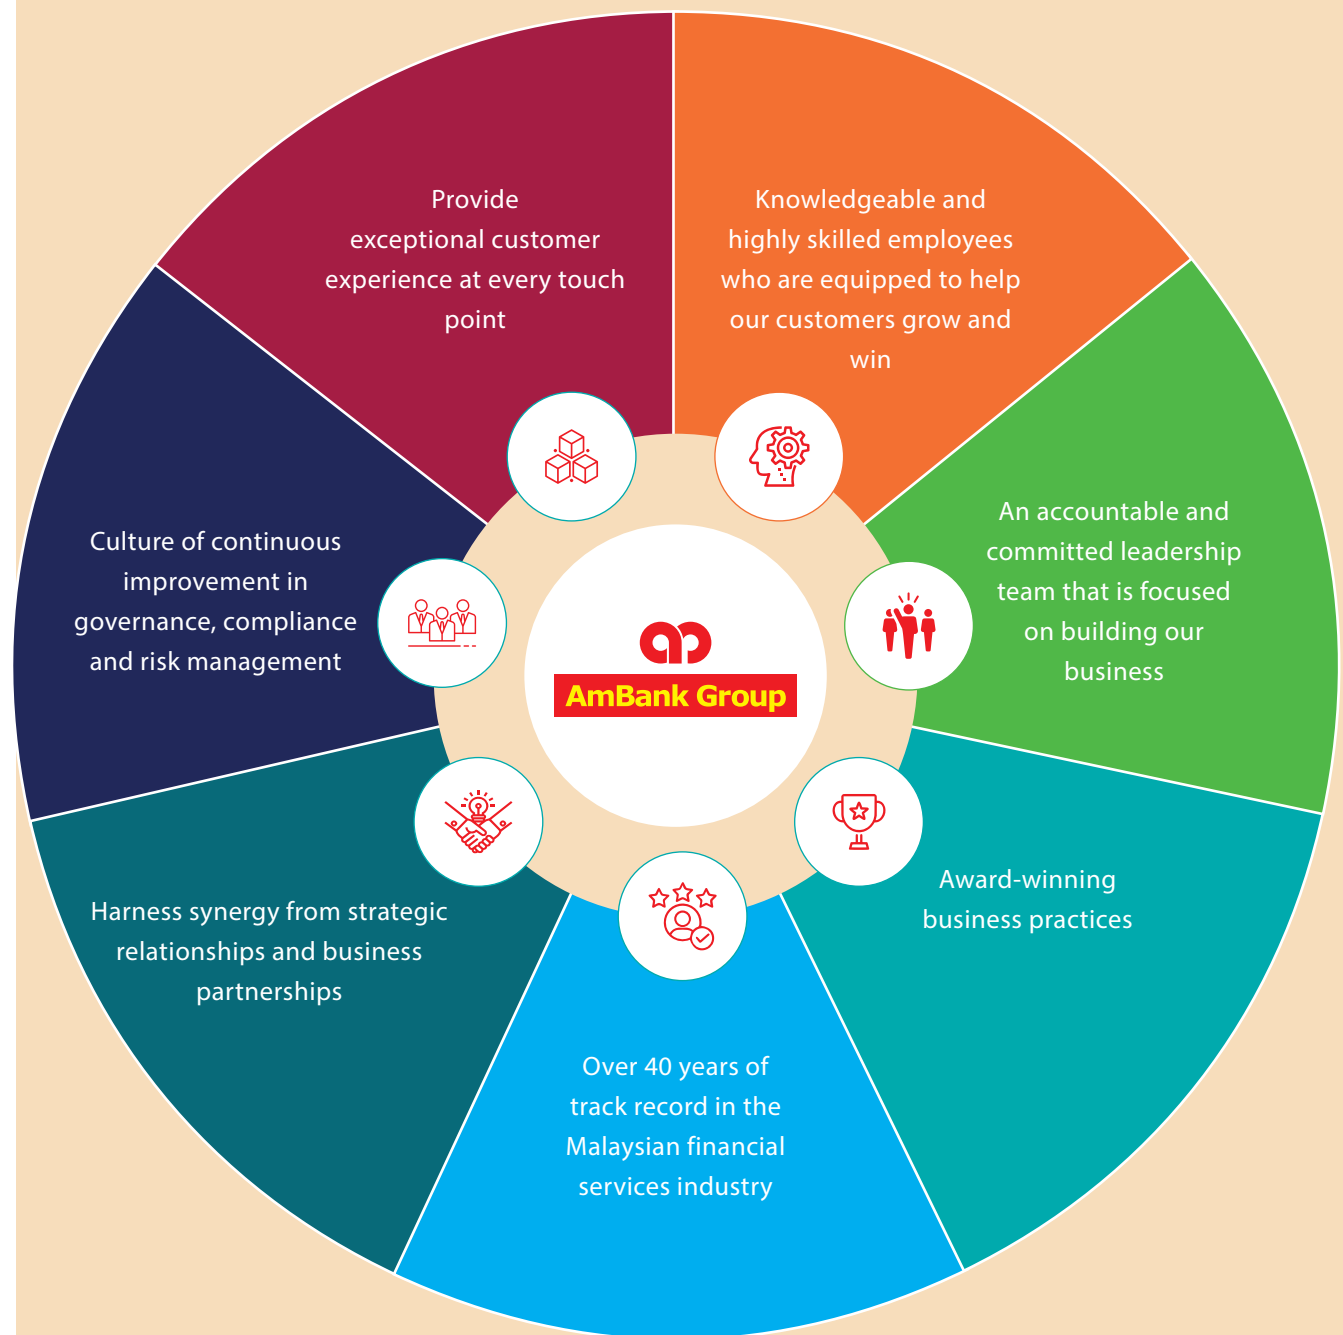 Provide
exceptional customer
experience at every touch
point
Knowledgeable and
highly skilled employees
who are equipped to help
our customers grow and
win
An accountable and
committed leadership
team that is focused
on building our
business
Award-winning
business practices
Over 40 years of
track record in the
Malaysian financial
services industry
Harness synergy from strategic
relationships and business
partnerships
Culture of continuous
improvement in
governance, compliance
and risk management
AmBank Group